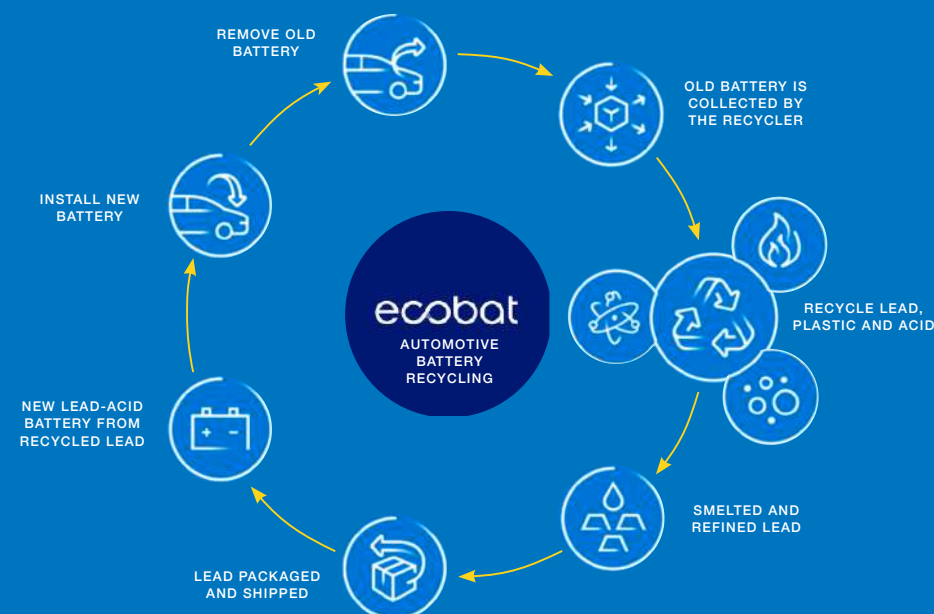 REMOVE OLD
BATTERY
OLD BATTERY IS
COLLECTED BY
THE RECYCLER
INSTALL NEW
BATTERY
ecobat
AUTOMOTIVE
BATTERY
RECYCLING
RECYCLE LEAD,
PLASTIC AND ACID
NEW LEAD-ACID
BATTERY FROM
RECYCLED LEAD
SMELTED AND
REFINED LEAD
LEAD PACKAGED
AND SHIPPED